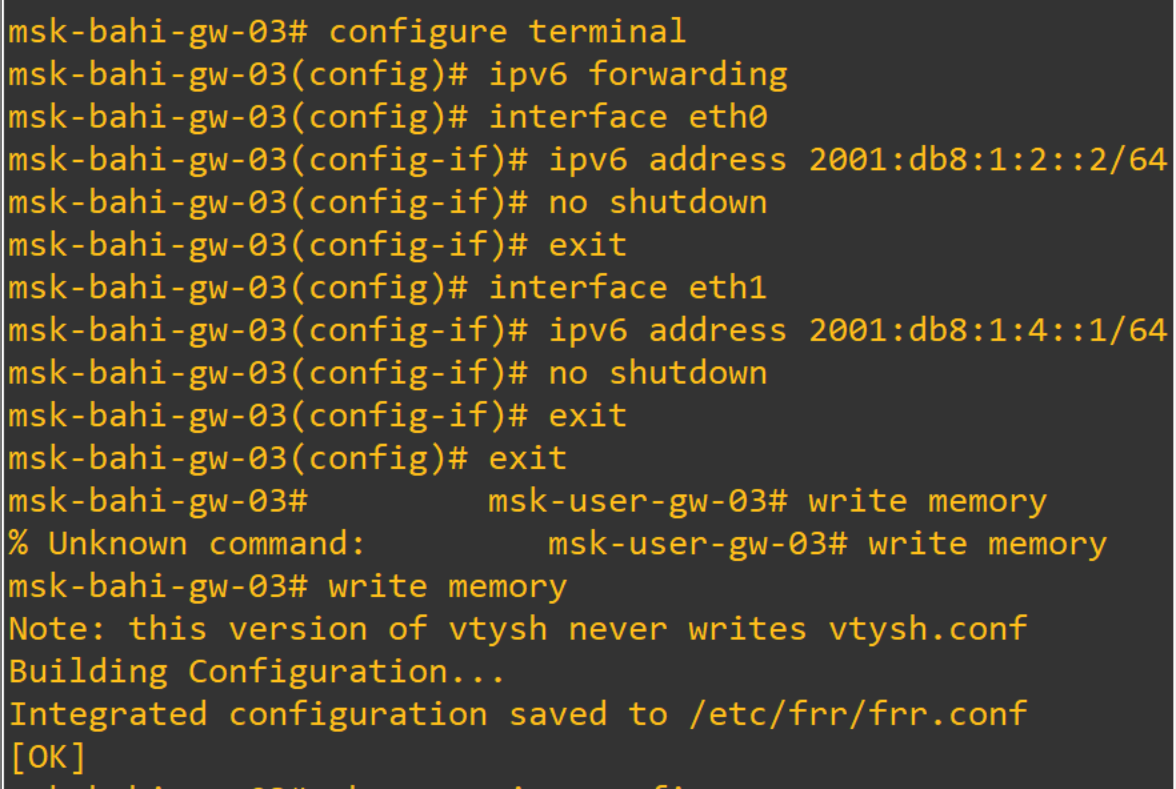 msk-bahi-gw-03# configure terminal
msk-bahi-gw-03(config)# ipv6 forwarding
msk-bahi-gw-03(config)# interface eth0
msk-bahi-gw-03(config-if)# ipv6 address 2001:db8:1:2::2/64
msk-bahi-gw-03(config-if)# no shutdown
msk-bahi-gw-03(config-if)# exit
msk-bahi-gw-03(config)# interface eth1
msk-bahi-gw-03(config-if)# ipv6 address 2001:db8:1:4::1/64
msk-bahi-gw-03(config-if)# no shutdown
msk-bahi-gw-03(config-if)# exit
msk-bahi-gw-03(config)# exit
msk-bahi-gw-03#         msk-user-gw-03# write memory
% Unknown command:         msk-user-gw-03# write memory
msk-bahi-gw-03# write memory
Note: this version of vtysh never writes vtysh.conf
Building Configuration...
Integrated configuration saved to /etc/frr/frr.conf
[OK]